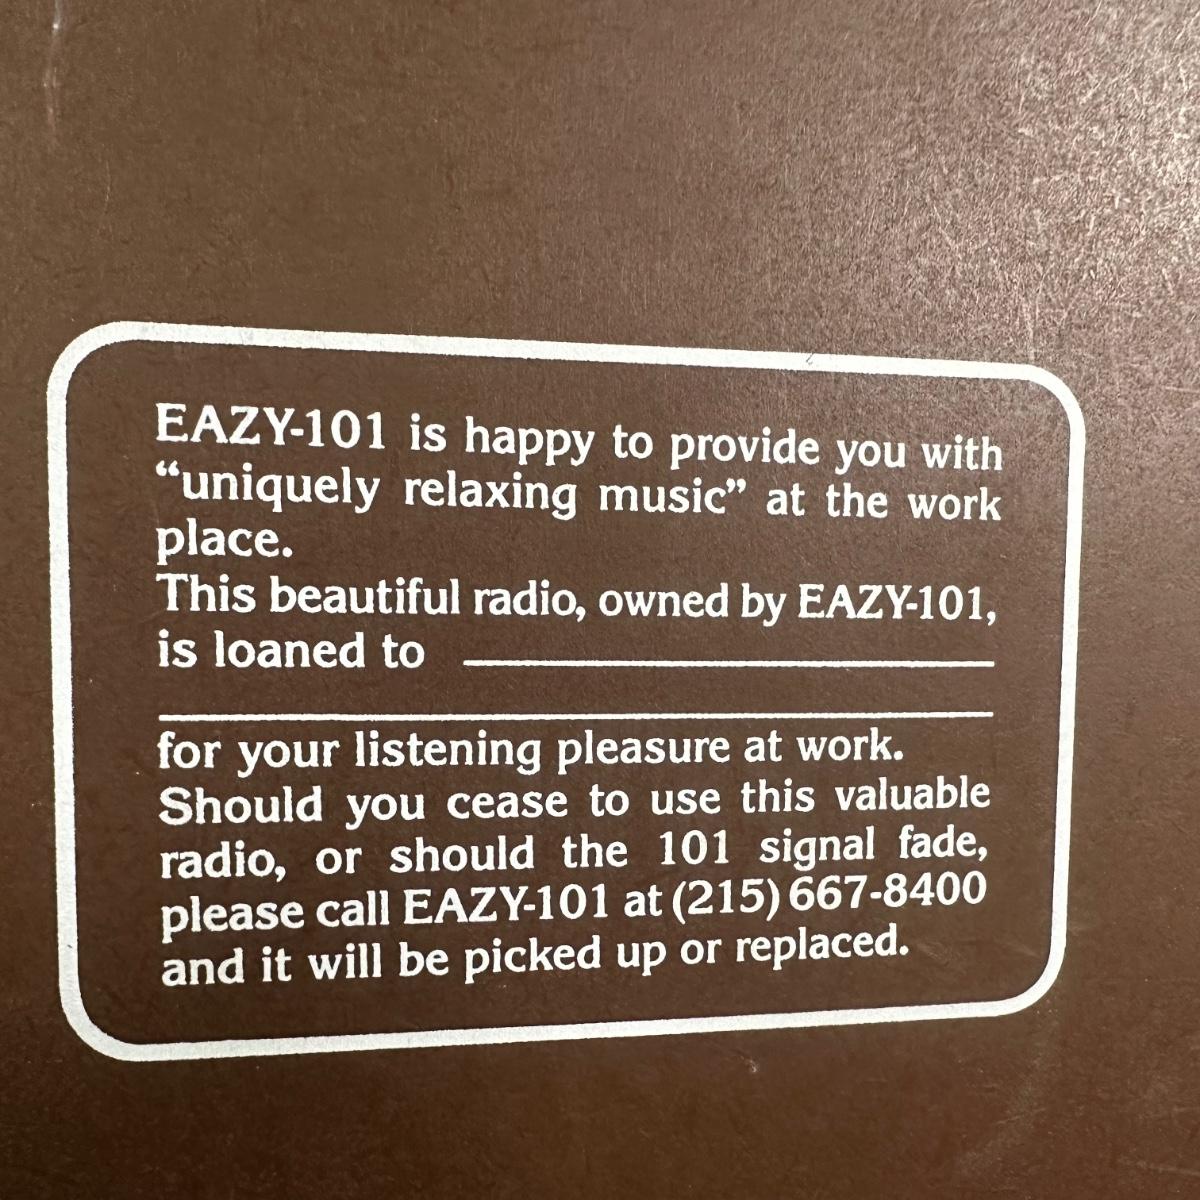 EAZY-101 is happy to provide you with
“uniquely relaxing music” at the work
place.
This beautiful radio, owned by EAZY-101,
is loaned to
for your listening pleasure at work.
Should you cease to use this valuable
radio, or should the 101 signal fade,
please call EAZY-101 at (215) 667-8400
and it will be picked up or replaced.